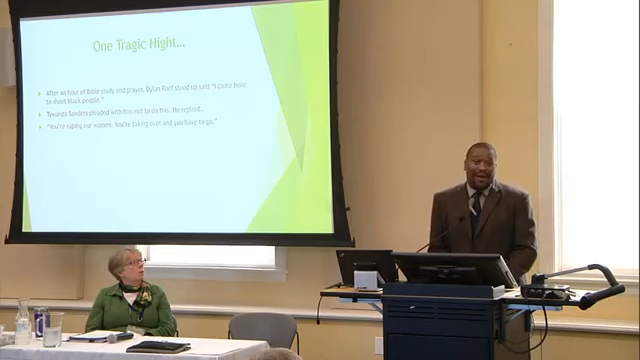 One Tragic Night...
After an hour of Bible study and prayer, Dylan Roof stood up said "I came here
to shoot black people."
Tywanza Sanders pleaded with him not to do this. He replied...
"You're raping our women. You're taking over and you have to go."